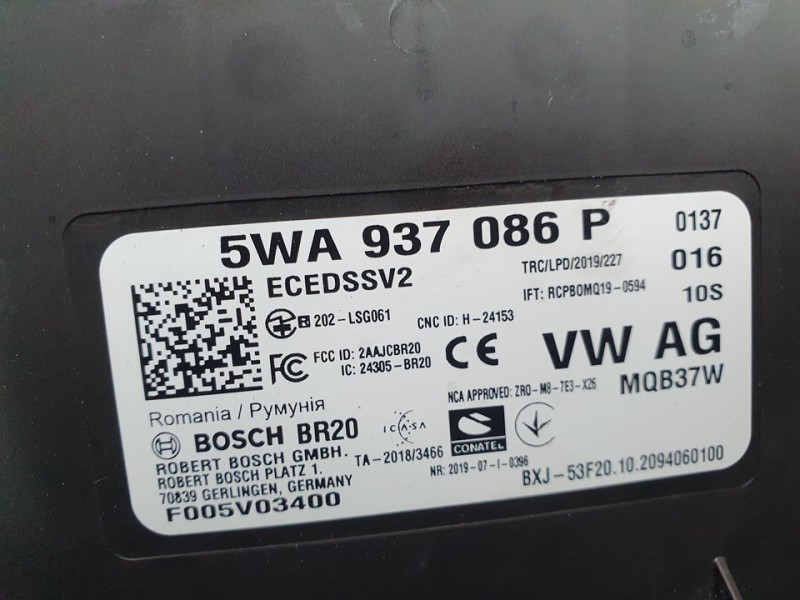 5WA 937 086 P 0137
ECEDSSV2 TRC/LPD/2019/227 016
IFT: RCPBOMQ19-0594 10S
R 202-LSG061 CNC ID: H-24153
FCC ID: 2AAJCBR20
IC: 24305-BR20
FC CE VW AG
NCA APPROVED: ZRO-M8-7E3-X26 MQB37W
Romania / Румунія
BOSCH BR20 ICASA CONATEL
ROBERT BOSCH GMBH. TA-2018/3466
ROBERT BOSCH PLATZ 1. NR: 2019-07-I-0396
70839 GERLINGEN, GERMANY BXJ-53F20.10.2094060100
F005V03400